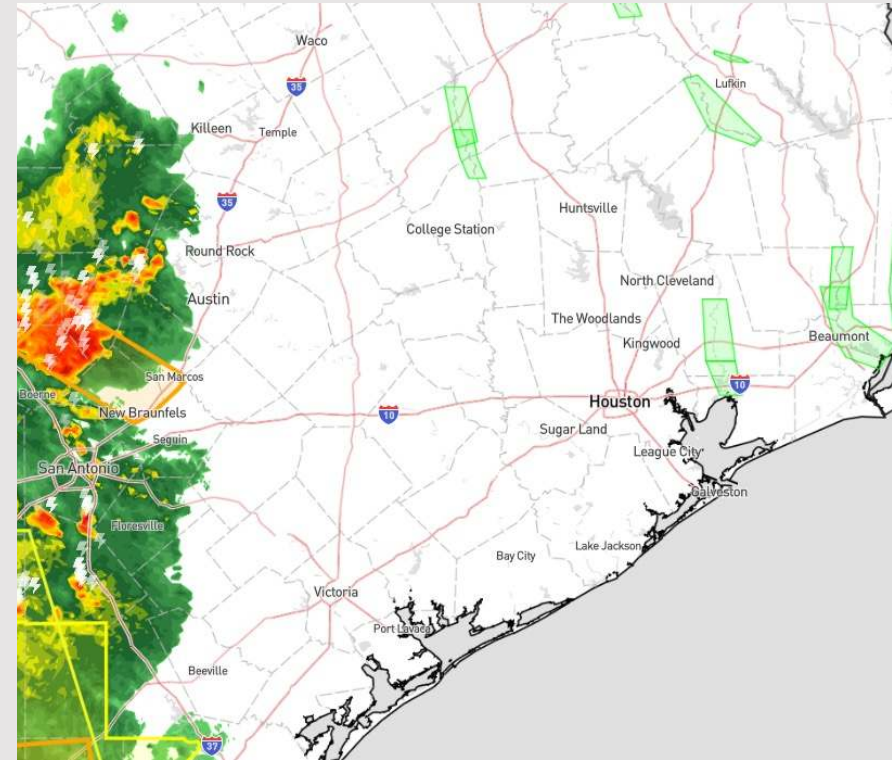 Waco
35
Lufkin
Killeen
Temple
35
Huntsville
College Station
Round Rock
North Cleveland
Austin
The Woodlands
Beaumont
Kingwood
San Marcos
10
Boerne
Houston
New Braunfels
10
Sugar Land
Seguin
League City
San Antonio
Galveston
Floresville
Lake Jackson
Bay City
Victoria
Port Lavaca
Beeville
37